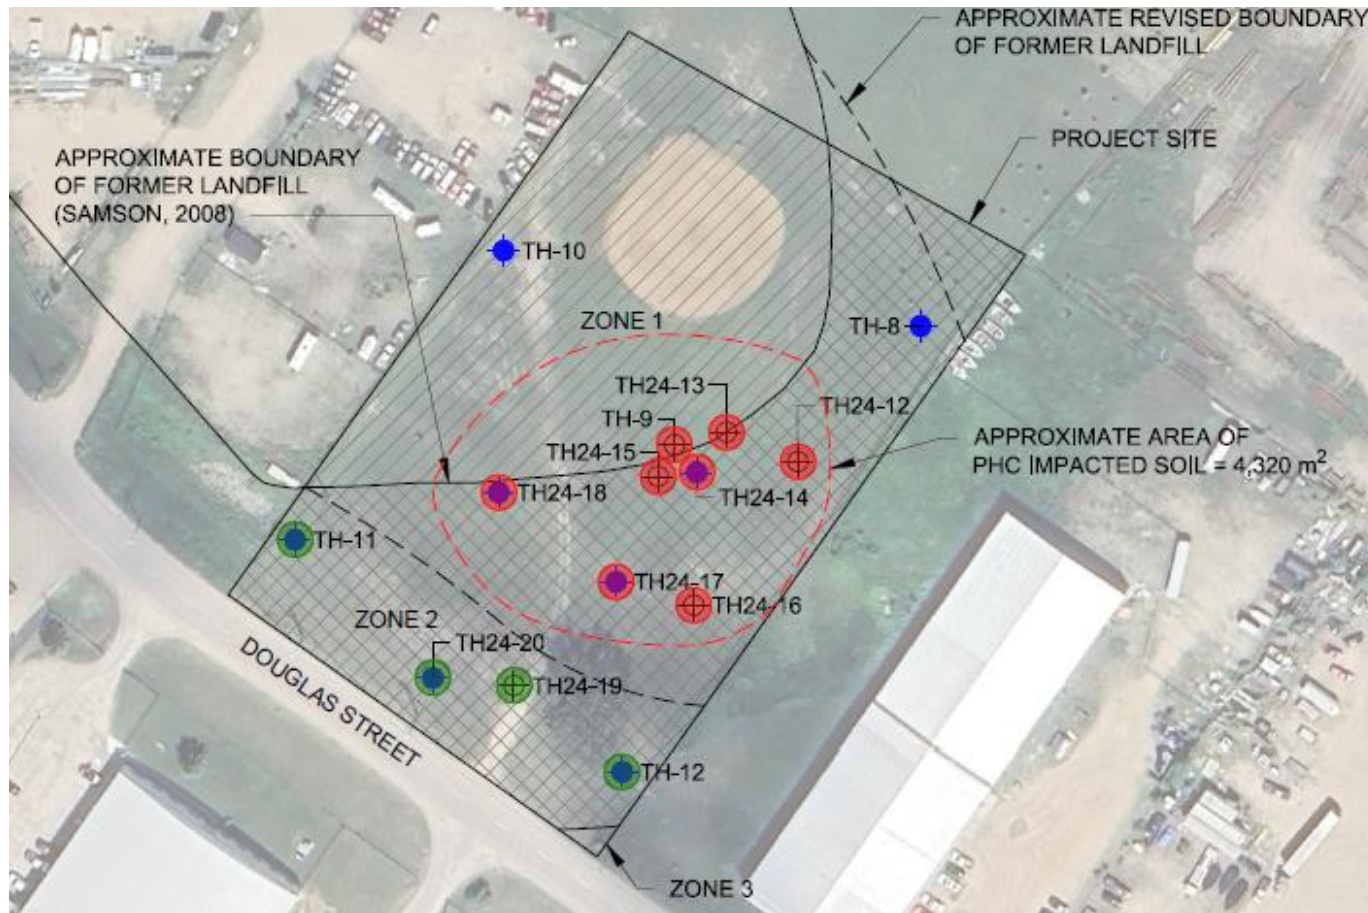 APPROXIMATE REVISED BOUNDARY
OF FORMER LANDFILL
PROJECT SITE
APPROXIMATE BOUNDARY
OF FORMER LANDFILL
(SAMSON, 2008)
TH-10
ZONE 1
TH-8
TH24-13
TH-9
TH24-12
TH24-15
APPROXIMATE AREA OF
PHC IMPACTED SOIL = 4,320 m²
TH24-18
TH24-14
TH-11
TH24-17
TH24-16
ZONE 2
TH24-20
TH24-19
DOUGLAS STREET
TH-12
ZONE 3